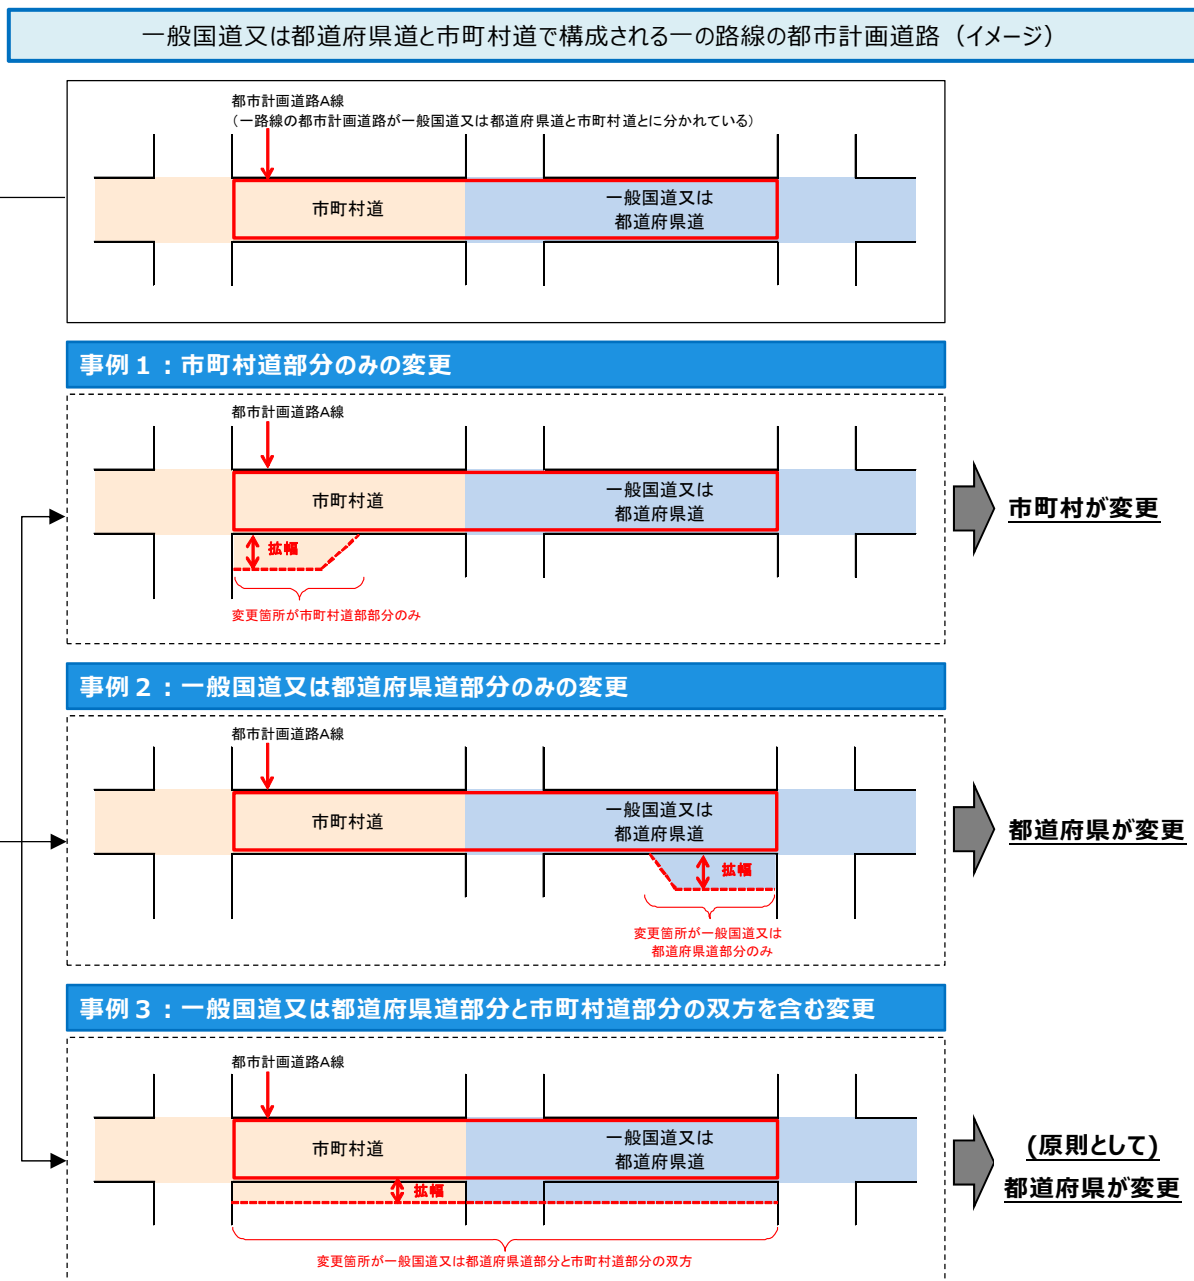 一般国道又は都道府県道と市町村道で構成される一の路線の都市計画道路（イメージ）
都市計画道路A線
（一路線の都市計画道路が一般国道又は都道府県道と市町村道とに分かれている）
市町村道
一般国道又は
都道府県道
事例１：市町村道部分のみの変更
都市計画道路A線
市町村道
一般国道又は
都道府県道
拡幅
変更箇所が市町村道部部分のみ
市町村が変更
事例２：一般国道又は都道府県道部分のみの変更
都市計画道路A線
市町村道
一般国道又は
都道府県道
拡幅
変更箇所が一般国道又は
都道府県道部分のみ
都道府県が変更
事例３：一般国道又は都道府県道部分と市町村道部分の双方を含む変更
都市計画道路A線
市町村道
一般国道又は
都道府県道
拡幅
変更箇所が一般国道又は都道府県道部分と市町村道部分の双方
(原則として)
都道府県が変更